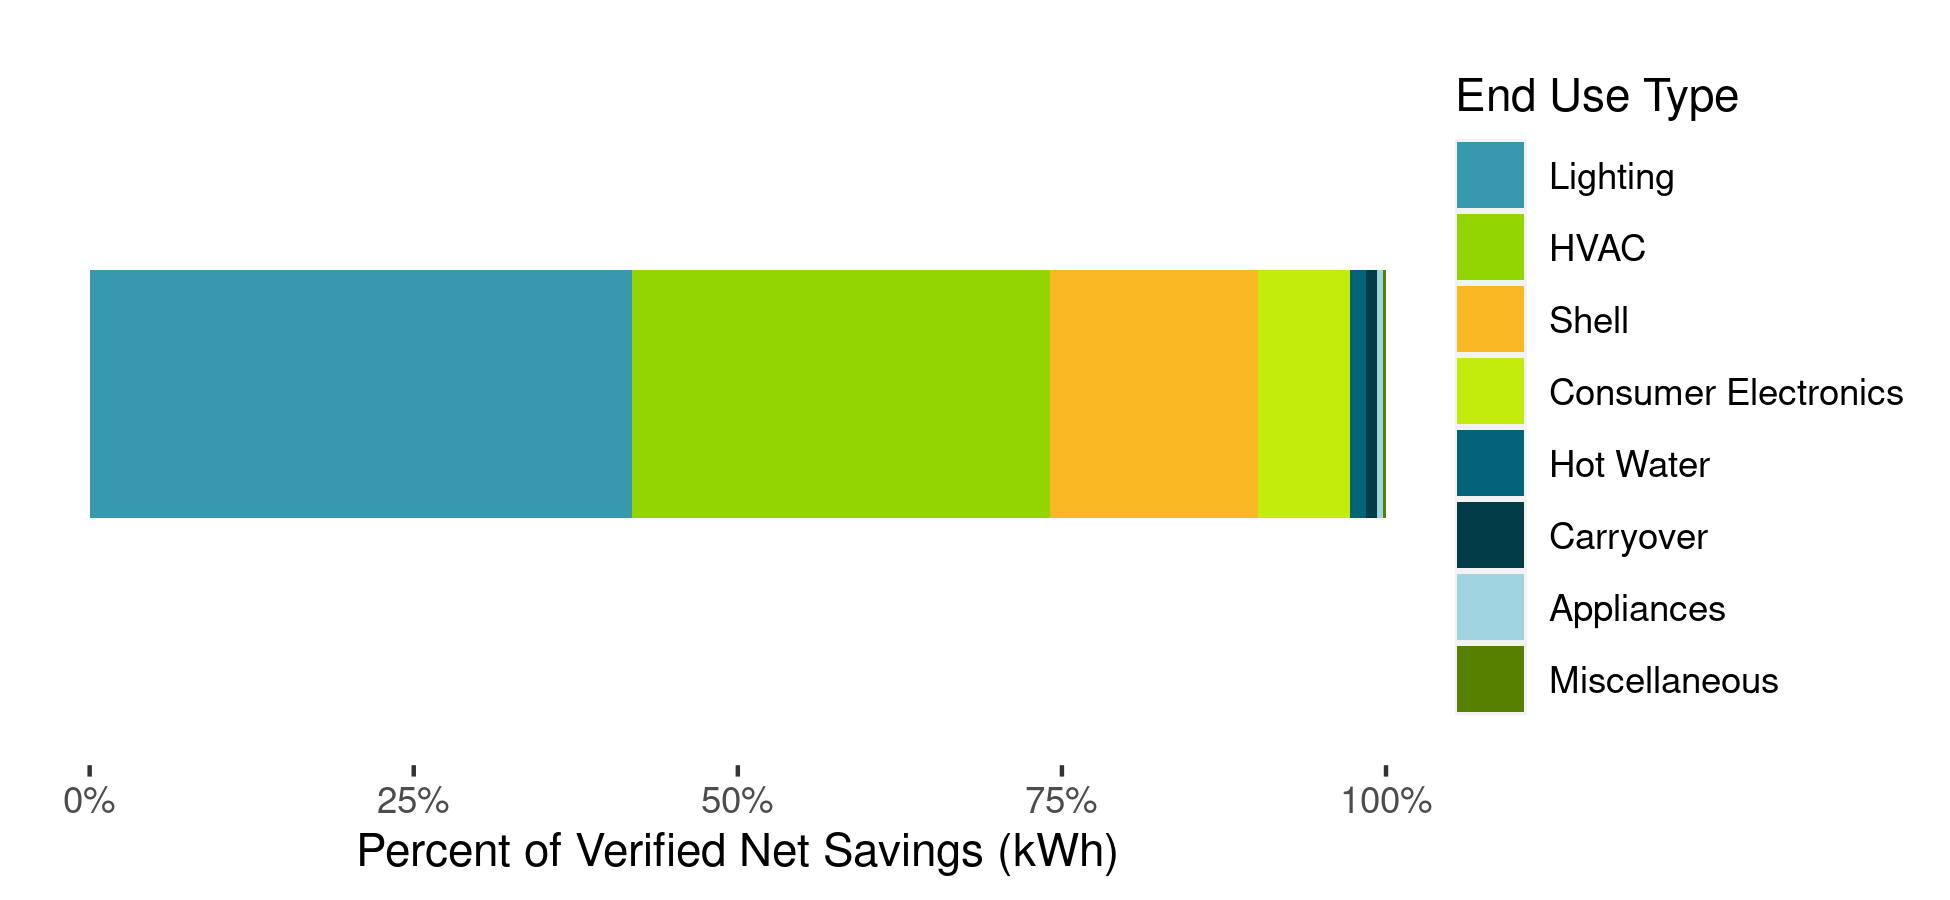 End Use Type
Lighting
HVAC
Shell
Consumer Electronics
Hot Water
Carryover
Appliances
Miscellaneous
0% 25% 50% 75% 100%
Percent of Verified Net Savings (kWh)